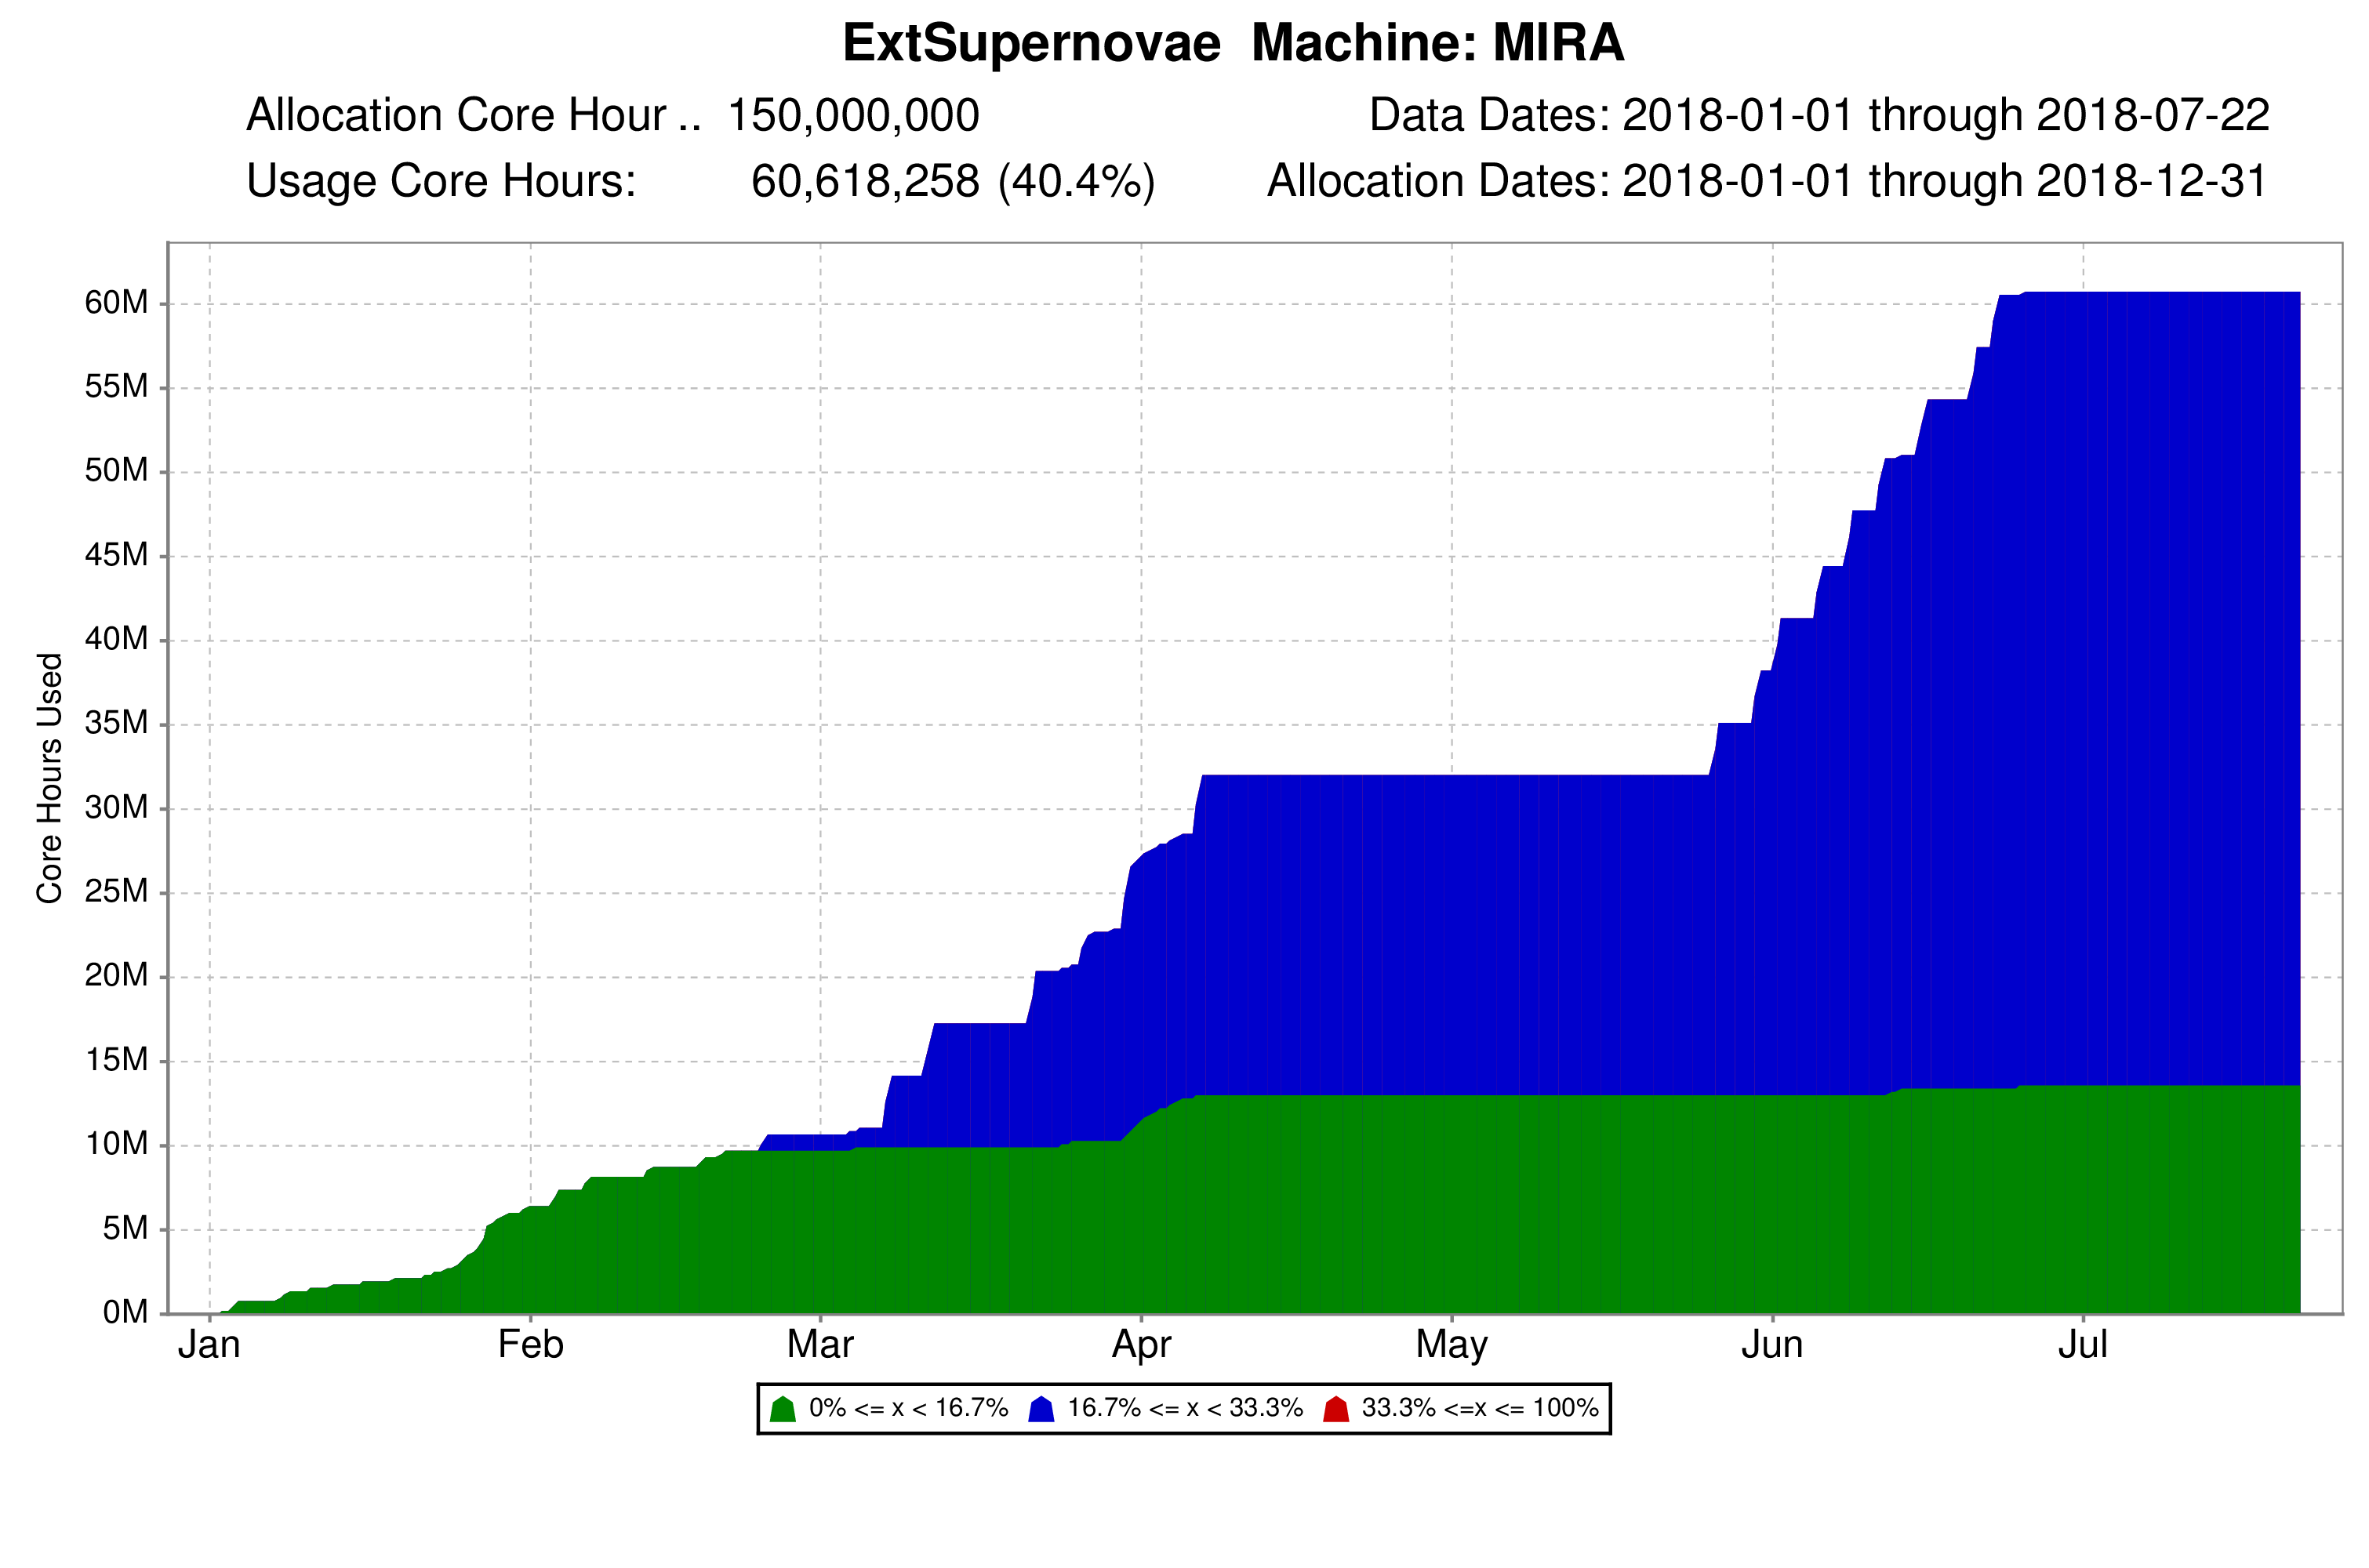 ExtSupernovae Machine: MIRA
Allocation Core Hour .. 150,000,000 Data Dates: 2018-01-01 through 2018-07-22
Usage Core Hours: 60,618,258 (40.4%) Allocation Dates: 2018-01-01 through 2018-12-31
Core Hours Used
60M
55M
50M
45M
40M
35M
30M
25M
20M
15M
10M
5M
0M
Jan Feb Mar Apr May Jun Jul
0% <= x < 16.7% 16.7% <= x < 33.3% 33.3% <=x <= 100%